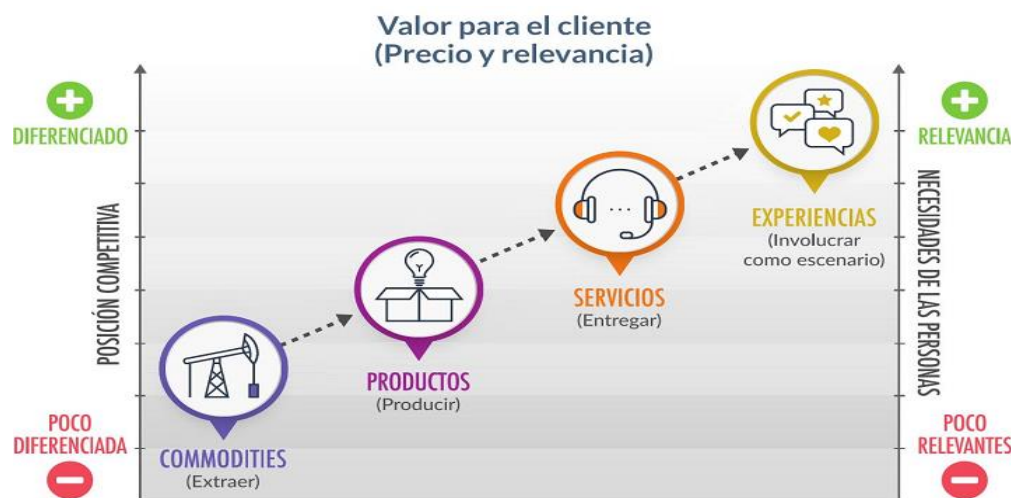 Valor para el cliente
(Precio y relevancia)
DIFERENCIADO
RELEVANCIA
POSICIÓN COMPETITIVA
NECESIDADES DE LAS PERSONAS
EXPERIENCIAS
(Involucrar
como escenario)
SERVICIOS
(Entregar)
PRODUCTOS
(Producir)
COMMODITIES
(Extraer)
POCO
DIFERENCIADA
POCO
RELEVANTES